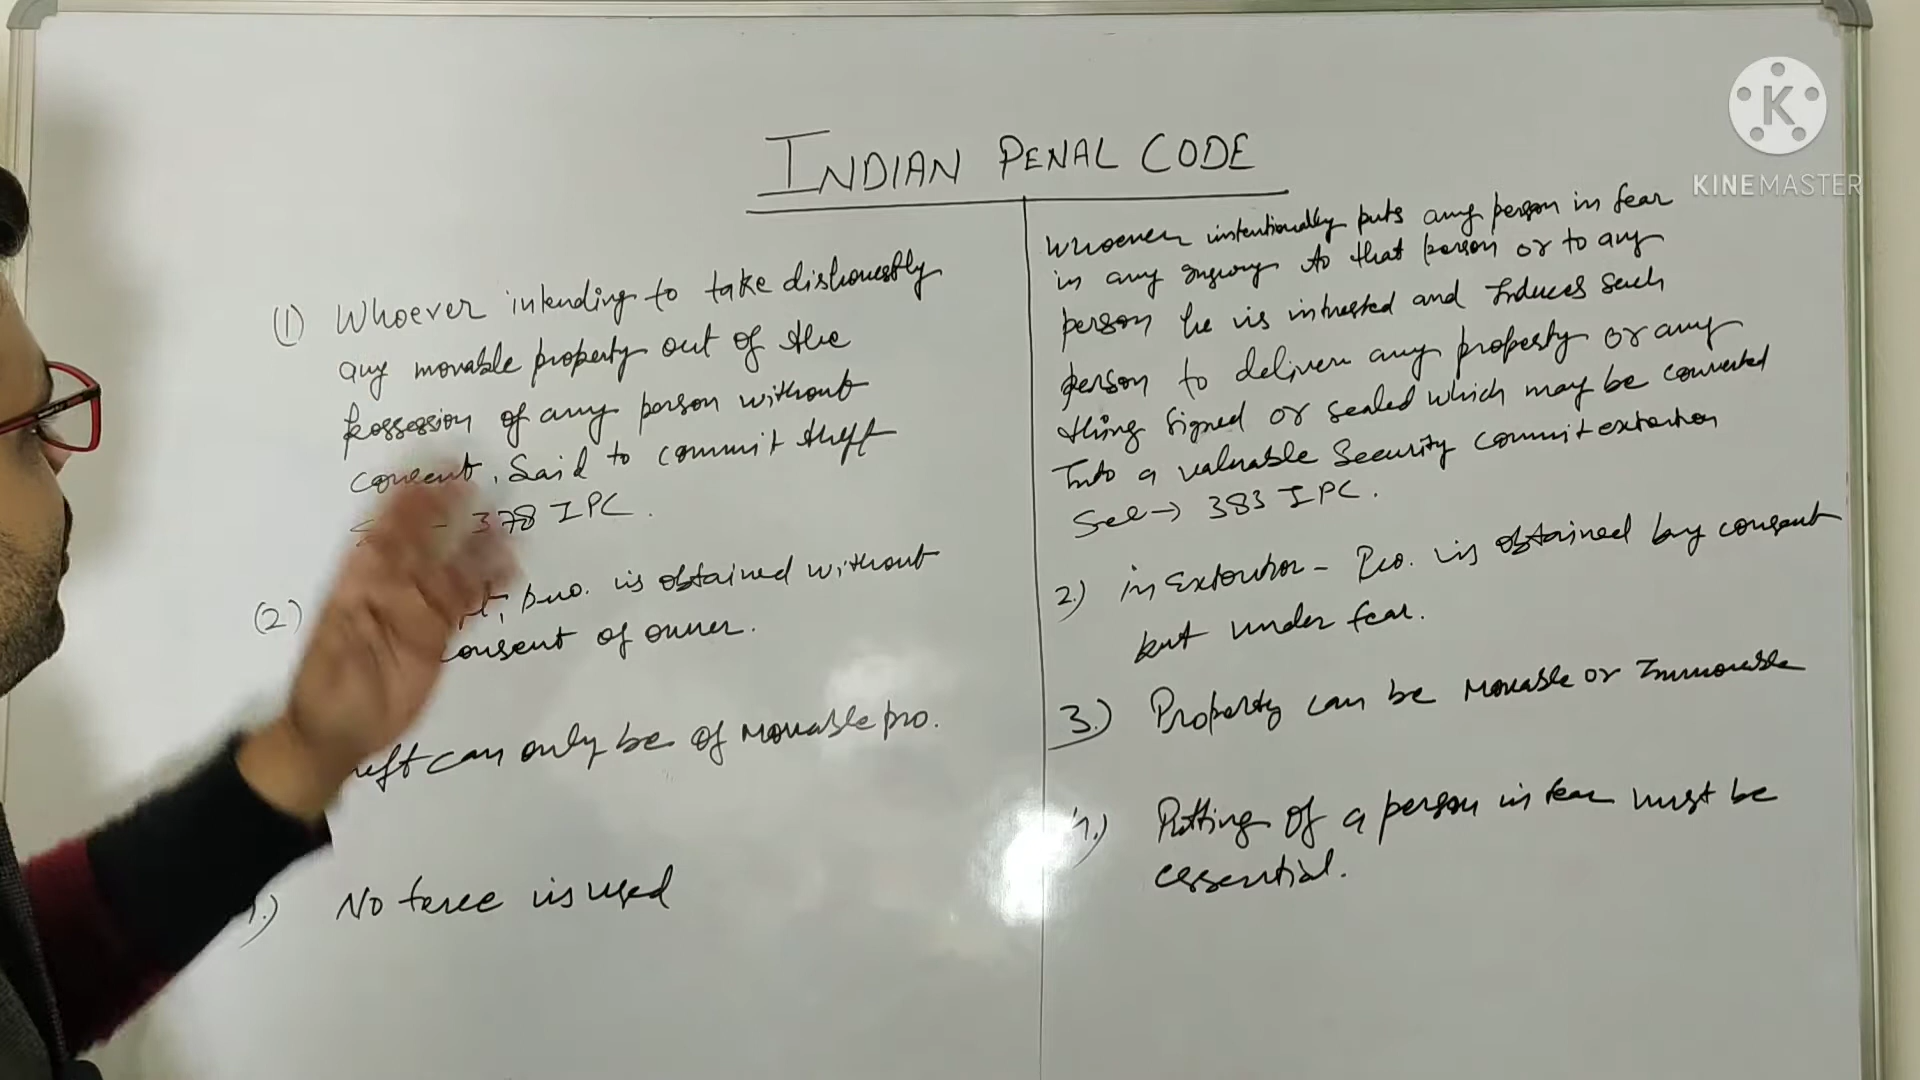 KINEMASTER
INDIAN PENAL CODE
(1) Whoever intending to take dishonestly
any movable property out of the
Possession of any person without
consent, Said to commit theft
378 IPC.
(2) pro. is obtained without
consent of owner.
can only be of Movable pro.
No force is used
Whoever intentionally puts any person in fear
in any injury to that person or to any
person he is intrested and Induces such
person to deliver any property or any
thing signed or sealed which may be converted
Into a valuable Security commit extortion
Sec → 383 IPC.
2.) in Extortion - Pro. is obtained by consent
but under fear.
3.) Property can be Movable or Immovable
4.) Putting of a person in fear must be
essential.